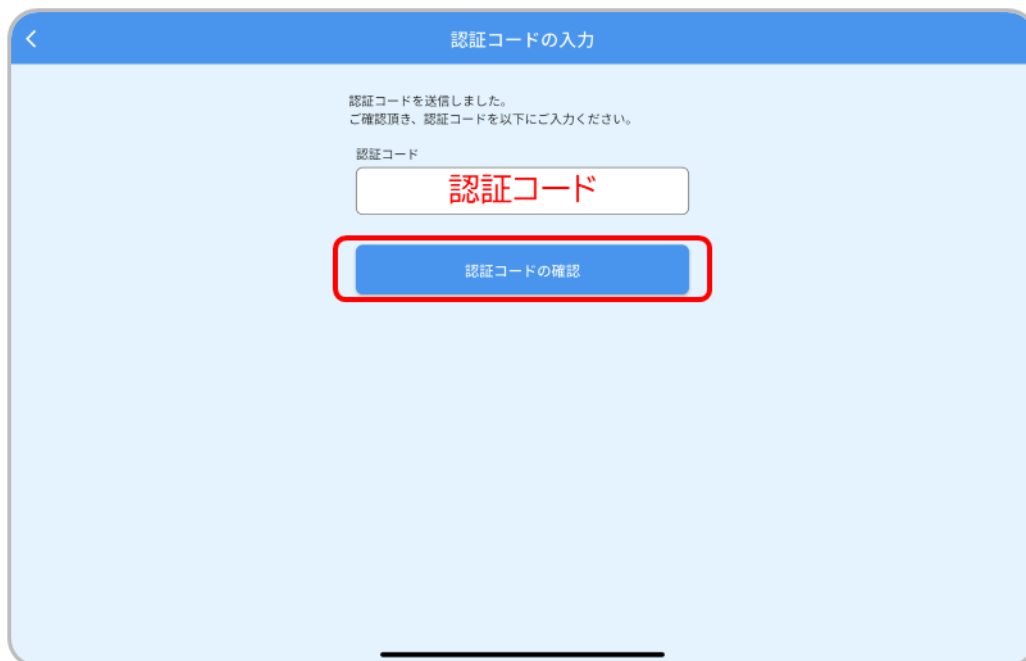 認証コードの入力
認証コードを送信しました。
ご確認頂き、認証コードを以下にご入力ください。
認証コード
認証コード
認証コードの確認